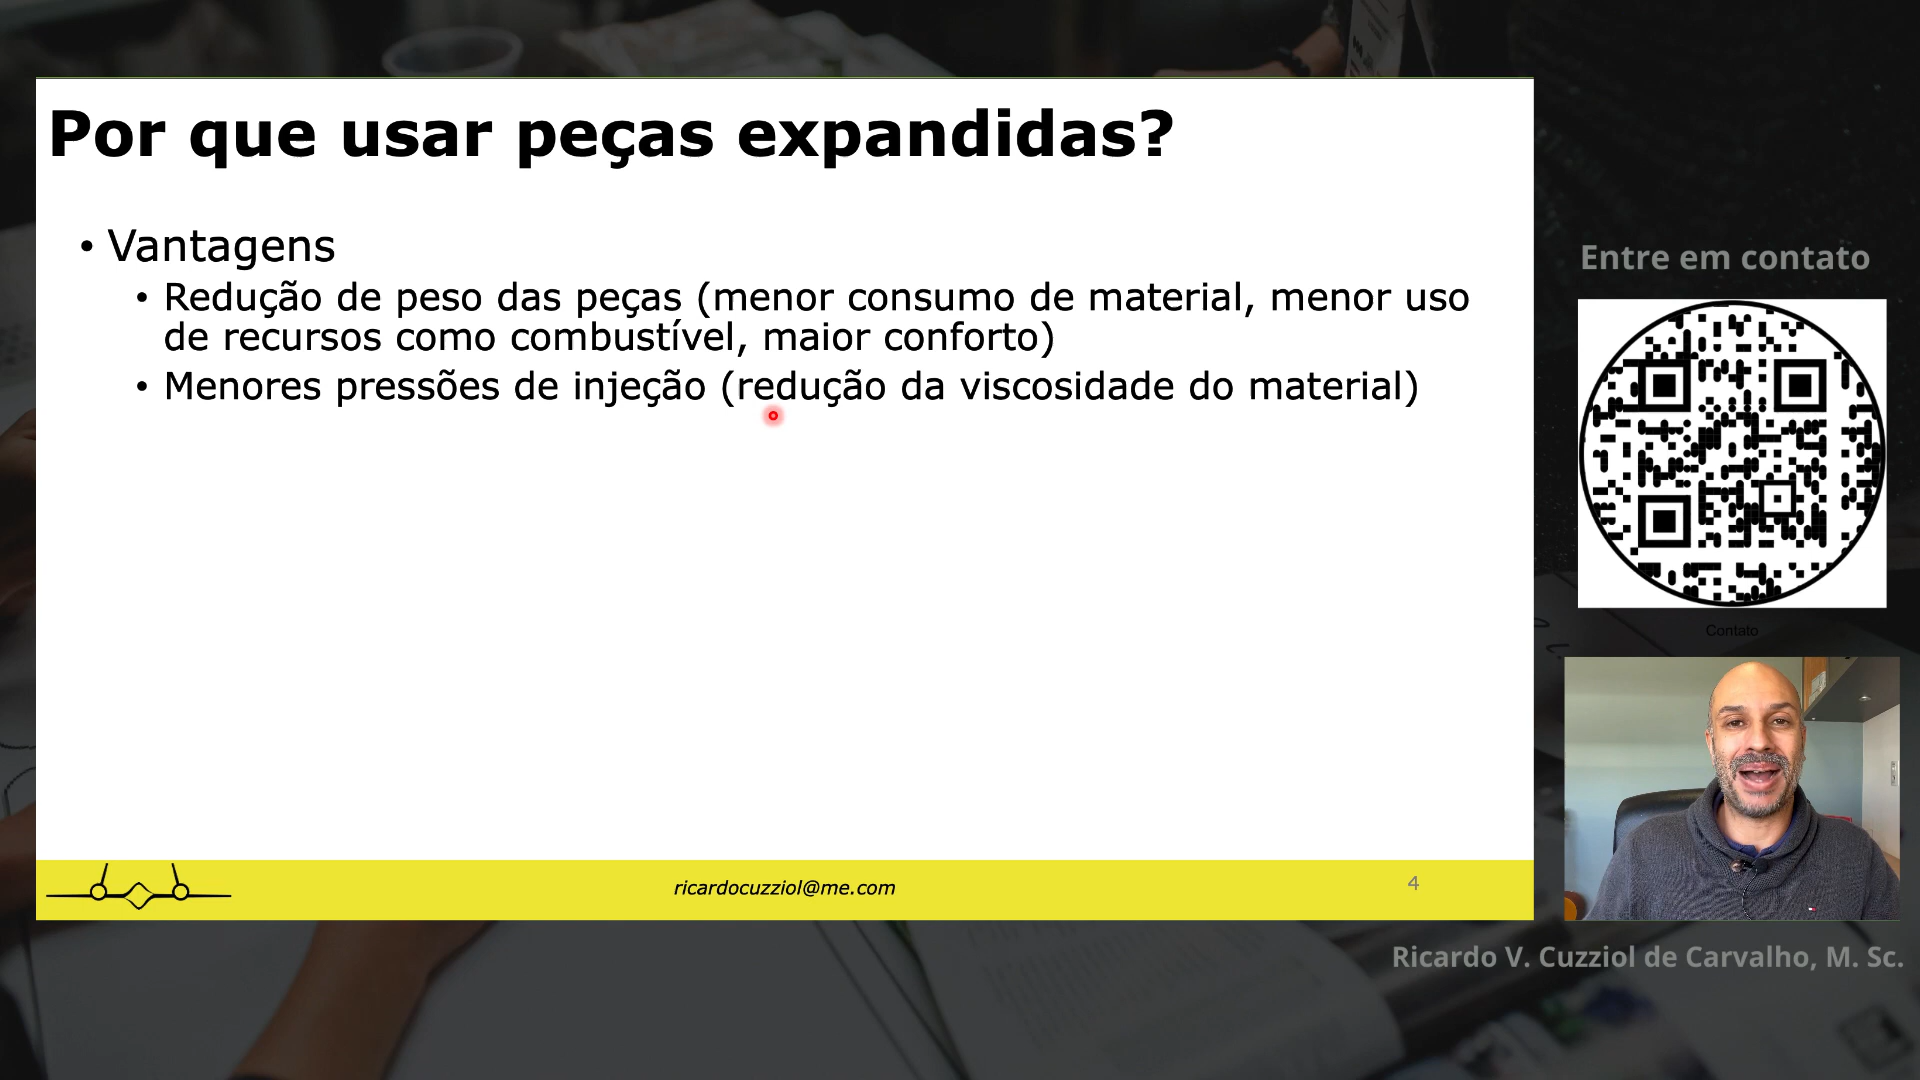 Por que usar peças expandidas?
• Vantagens
• Redução de peso das peças (menor consumo de material, menor uso
de recursos como combustível, maior conforto)
• Menores pressões de injeção (redução da viscosidade do material)
ricardocuzziol@me.com
4
Entre em contato
Contato
Ricardo V. Cuzziol de Carvalho, M. Sc.